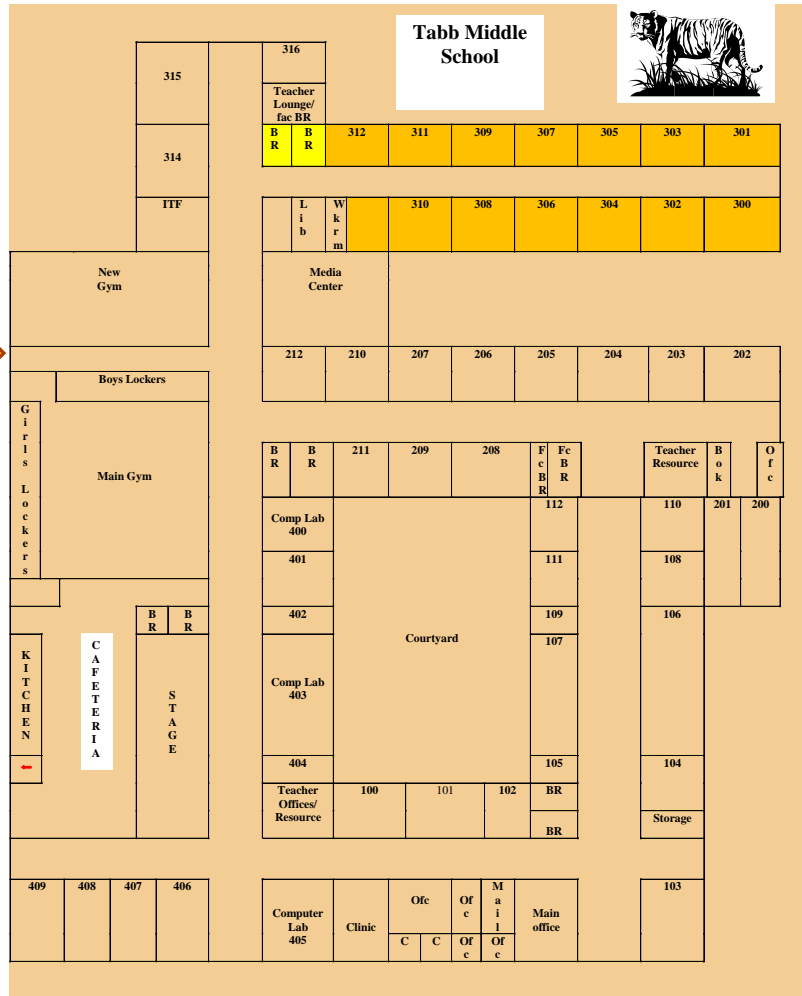 Tabb Middle
School
316
315
Teacher
Lounge/
fac BR
B
R
B
R
312
311
309
307
305
303
301
314
ITF
L
i
b
W
k
r
m
310
308
306
304
302
300
New
Gym
Media
Center
212
210
207
206
205
204
203
202
Boys Lockers
G
i
r
l
s
L
o
c
k
e
r
s
Main Gym
B
R
B
R
211
209
208
F
c
B
R
Fc
B
R
Teacher
Resource
B
o
k
O
f
c
Comp Lab
400
112
110
201
200
401
111
108
402
109
106
B
R
B
R
K
I
T
C
H
E
N
C
A
F
E
T
E
R
I
A
S
T
A
G
E
Courtyard
107
Comp Lab
403
404
105
104
Teacher
Offices/
Resource
100
101
102
BR
BR
Storage
409
408
407
406
Computer
Lab
405
Clinic
Ofc
C
C
Of
c
Of
c
M
a
i
l
Of
c
Main
office
103